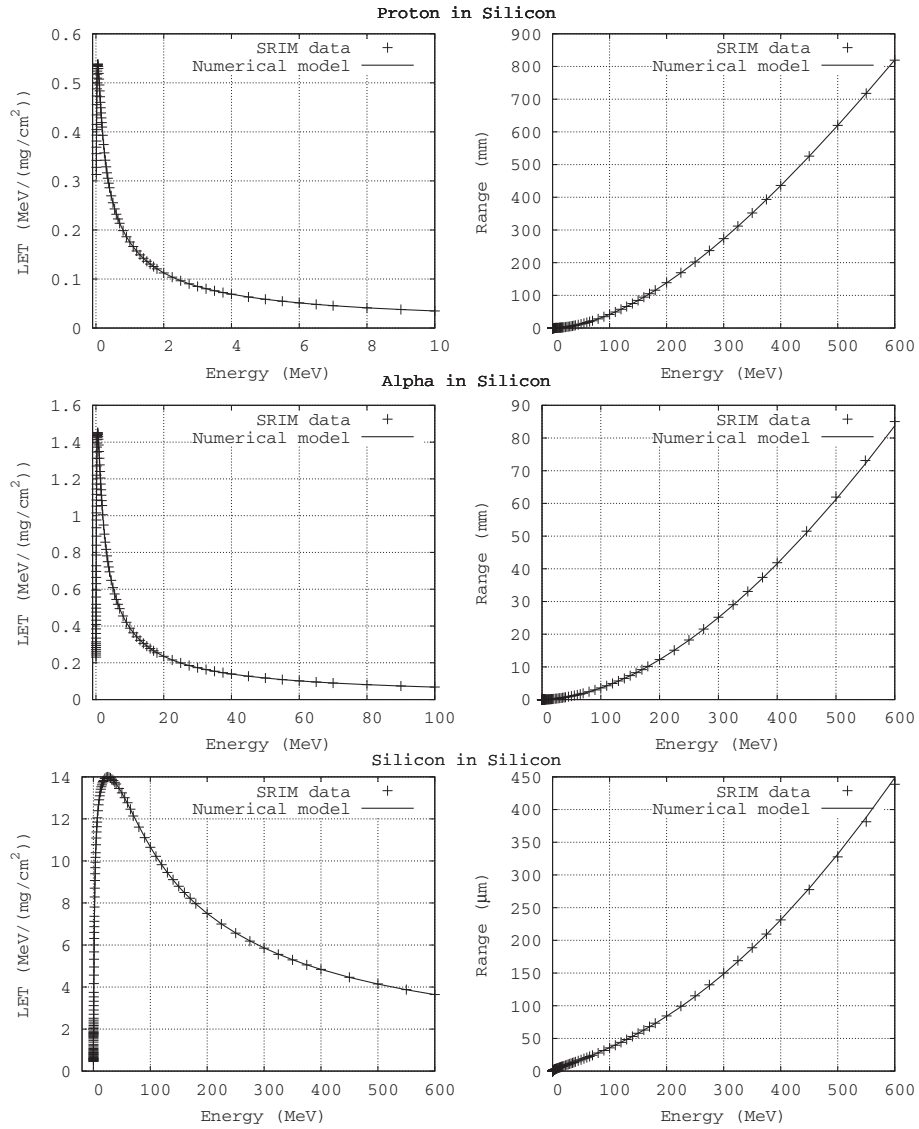 Proton in Silicon
LET (MeV/(mg/cm²))
0.6
0.5
0.4
0.3
0.2
0.1
0
SRIM data
Numerical model
0 2 4 6 8 10
Energy (MeV)
Range (mm)
900
800
700
600
500
400
300
200
100
0
SRIM data
Numerical model
0 100 200 300 400 500 600
Energy (MeV)
Alpha in Silicon
LET (MeV/(mg/cm²))
1.6
1.4
1.2
1
0.8
0.6
0.4
0.2
0
SRIM data
Numerical model
0 20 40 60 80 100
Energy (MeV)
Range (mm)
90
80
70
60
50
40
30
20
10
0
SRIM data
Numerical model
0 100 200 300 400 500 600
Energy (MeV)
Silicon in Silicon
LET (MeV/(mg/cm²))
14
12
10
8
6
4
2
0
SRIM data
Numerical model
0 100 200 300 400 500 600
Energy (MeV)
Range (μm)
450
400
350
300
250
200
150
100
50
0
SRIM data
Numerical model
0 100 200 300 400 500 600
Energy (MeV)